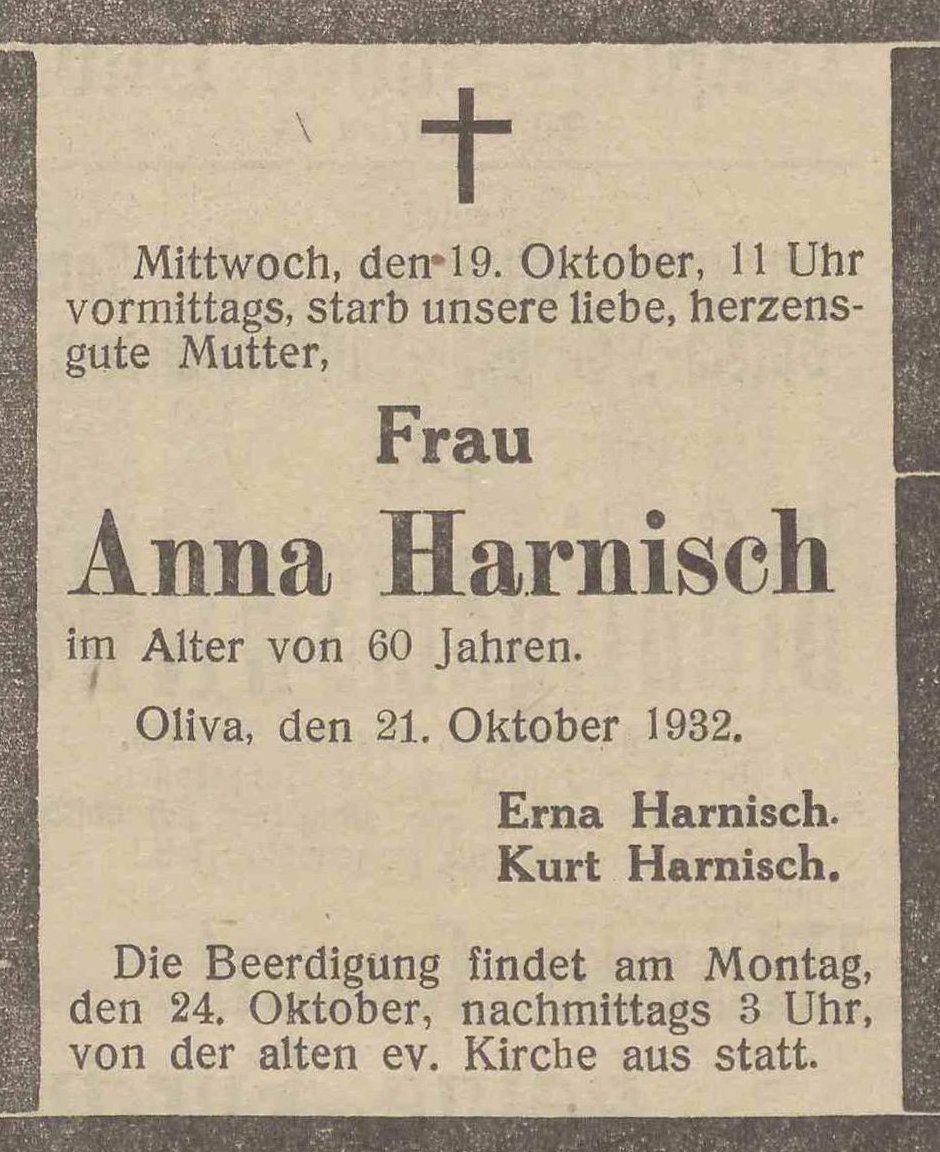 Mittwoch, den 19. Oktober, 11 Uhr
vormittags, starb unsere liebe, herzens-
gute Mutter,
Frau
Anna Harnisch
im Alter von 60 Jahren.
Oliva, den 21. Oktober 1932.
Erna Harnisch.
Kurt Harnisch.
Die Beerdigung findet am Montag,
den 24. Oktober, nachmittags 3 Uhr,
von der alten ev. Kirche aus statt.